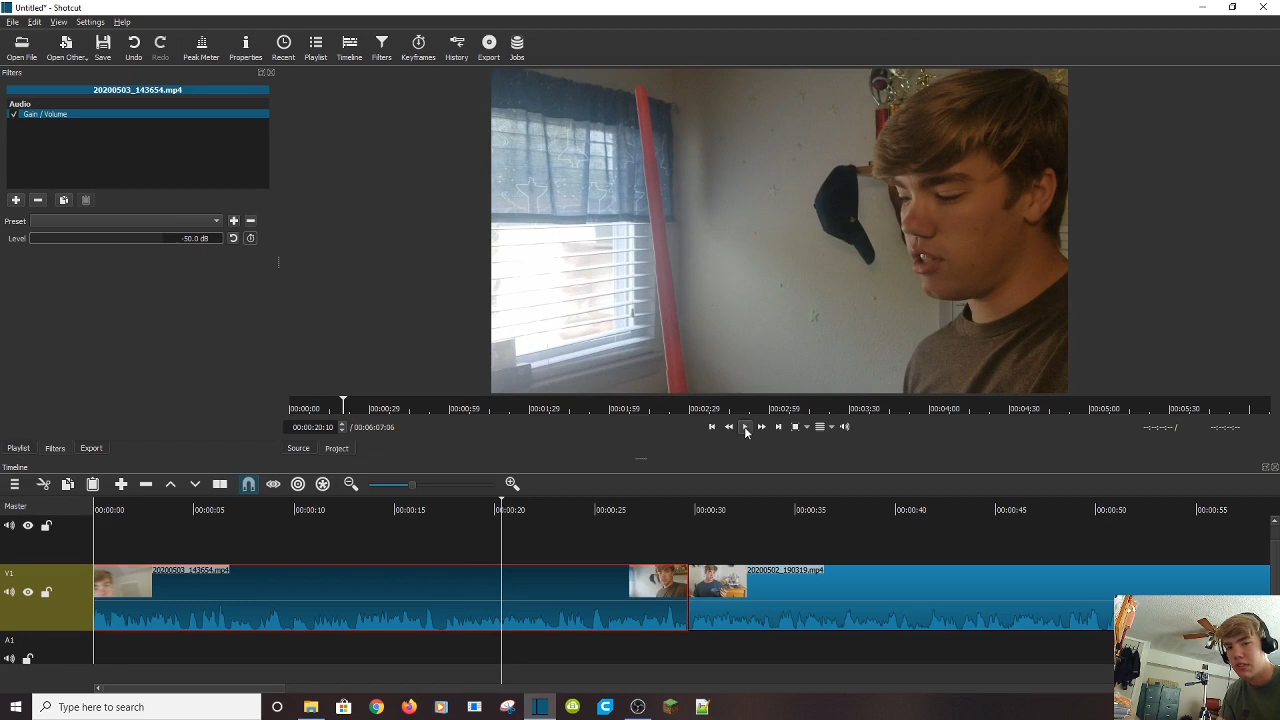 Untitled* - Shotcut
File Edit View Settings Help
Open File Open Other.. Save Undo Redo Peak Meter Properties Recent Playlist Timeline Filters Keyframes History Export Jobs
Filters
20200503_143654.mp4
Audio
✓ Gain / Volume
Preset
Level -50.0 dB
00:00;00 00:00;29 00:00;59 00:01;29 00:01;59 00:02;29 00:02;59 00:03;30 00:04;00 00:04;30 00:05;00 00:05;30
00:00:20:10 / 00:06:07:06 --:--:--:-- / --:--:--:--
Playlist Filters Export Source Project
Timeline
Master 00:00:00 00:00:05 00:00:10 00:00:15 00:00:20 00:00:25 00:00:30 00:00:35 00:00:40 00:00:45 00:00:50 00:00:55
V1 20200503_143654.mp4 20200502_190319.mp4
A1
Type here to search